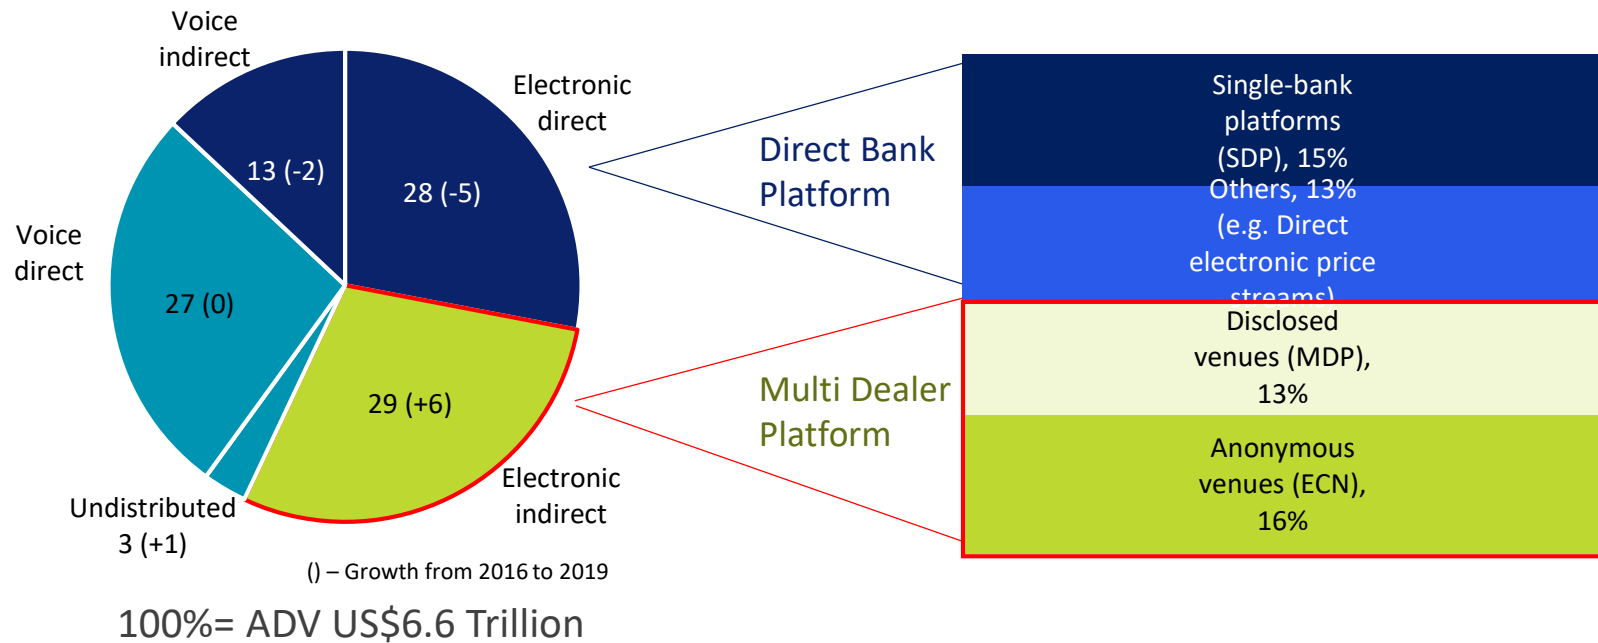 Voice
indirect
Electronic
direct
13 (-2)
28 (-5)
Voice
direct
27 (0)
29 (+6)
Electronic
indirect
Undistributed
3 (+1)
() – Growth from 2016 to 2019
100%= ADV US$6.6 Trillion
Direct Bank
Platform
Multi Dealer
Platform
Single-bank
platforms
(SDP), 15%
Others, 13%
(e.g. Direct
electronic price
streams)
Disclosed
venues (MDP),
13%
Anonymous
venues (ECN),
16%